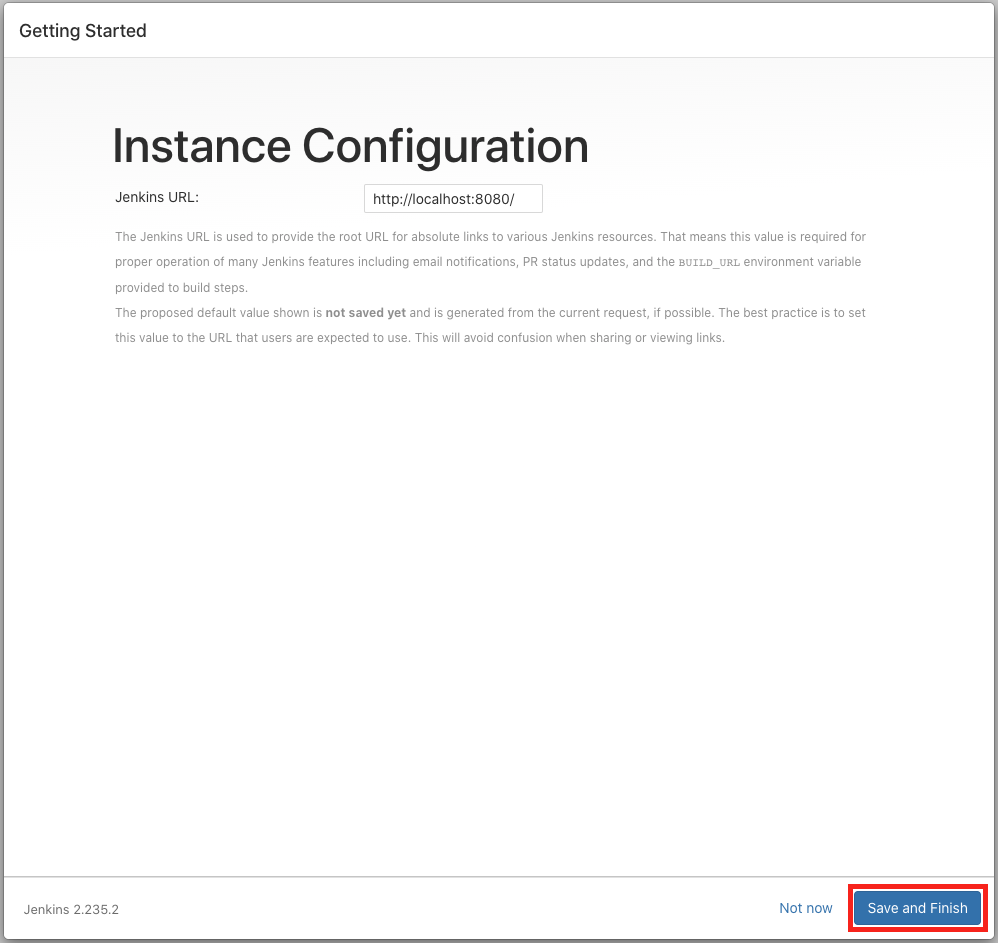 Getting Started
Instance Configuration
Jenkins URL: http://localhost:8080/
The Jenkins URL is used to provide the root URL for absolute links to various Jenkins resources. That means this value is required for
proper operation of many Jenkins features including email notifications, PR status updates, and the BUILD_URL environment variable
provided to build steps.
The proposed default value shown is not saved yet and is generated from the current request, if possible. The best practice is to set
this value to the URL that users are expected to use. This will avoid confusion when sharing or viewing links.
Jenkins 2.235.2 Not now Save and Finish